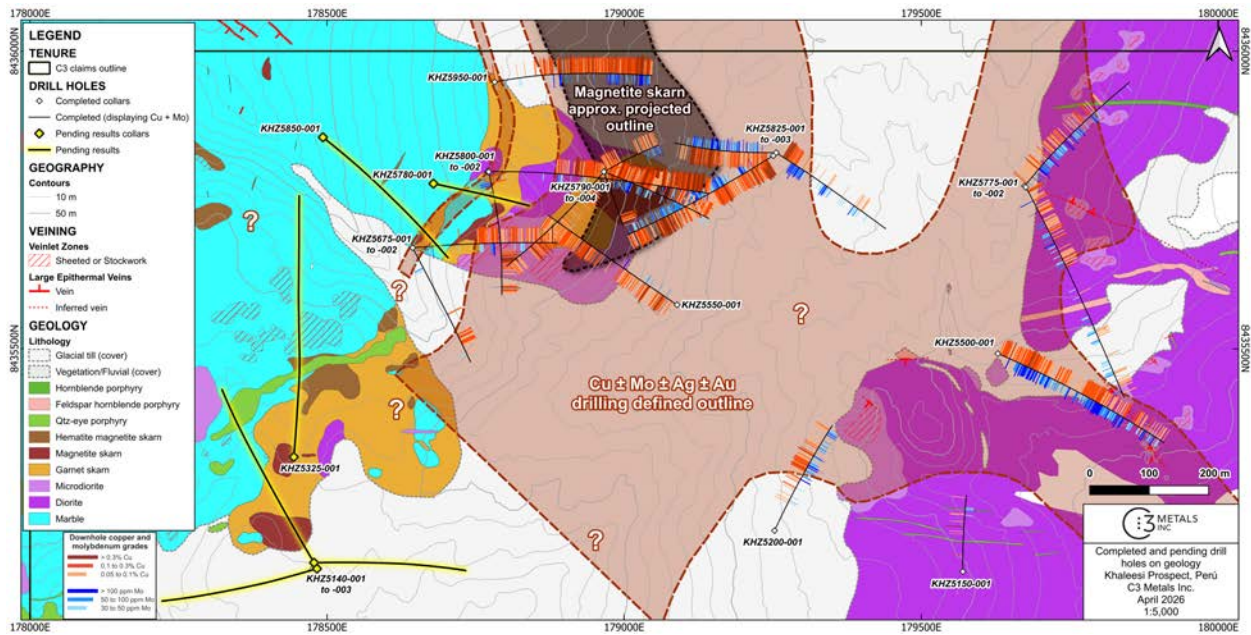 178000E
178500E
179000E
179500E
180000E
8436000N
8435500N
8436000N
8435500N
LEGEND
TENURE
C3 claims outline
DRILL HOLES
Completed collars
Completed (displaying Cu + Mo)
Pending results collars
Pending results
GEOGRAPHY
Contours
10 m
50 m
VEINING
Veinlet Zones
Sheeted or Stockwork
Large Epithermal Veins
Vein
Inferred vein
GEOLOGY
Lithology
Glacial till (cover)
Vegetation/Fluvial (cover)
Hornblende porphyry
Feldspar hornblende porphyry
Qtz-eye porphyry
Hematite magnetite skarn
Magnetite skarn
Garnet skarn
Microdiorite
Diorite
Marble
Downhole copper and
molybdenum grades
> 0.3% Cu
0.1 to 0.3% Cu
0.05 to 0.1% Cu
> 100 ppm Mo
50 to 100 ppm Mo
30 to 50 ppm Mo
KHZ5950-001
Magnetite skarn
approx. projected
outline
KHZ5850-001
KHZ5825-001
to -003
KHZ5800-001
to -002
KHZ5780-001
KHZ5790-001
to -004
KHZ5775-001
to -002
?
KHZ5675-001
to -002
?
KHZ5550-001
?
KHZ5500-001
Cu ± Mo ± Ag ± Au
drilling defined outline
?
KHZ5325-001
?
KHZ5200-001
KHZ5140-001
to -003
KHZ5150-001
0 100 200 m
C3 METALS
INC
Completed and pending drill
holes on geology
Khaleesi Prospect, Perú
C3 Metals Inc.
April 2026
1:5,000
178000E
178500E
179000E
179500E
180000E